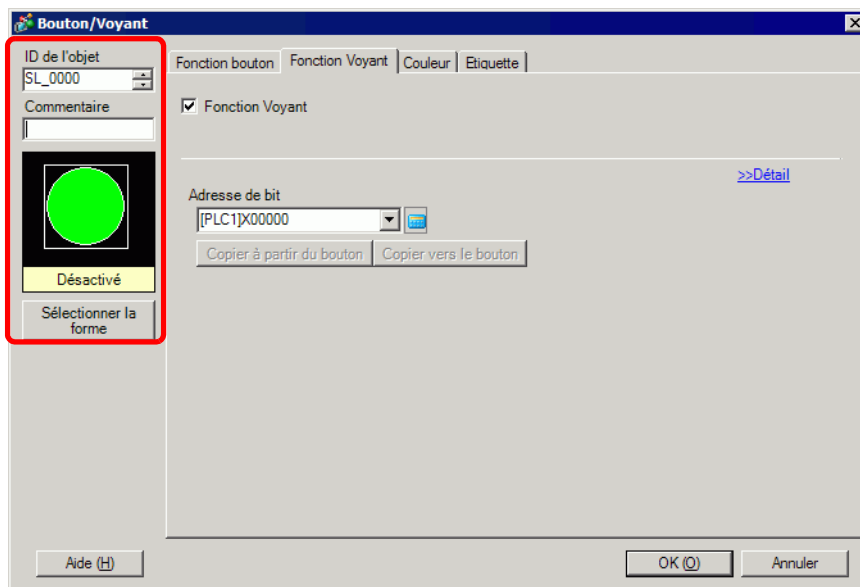 Bouton/Voyant
ID de l'objet
SL_0000
Commentaire
Désactivé
Sélectionner la
forme
Fonction bouton Fonction Voyant Couleur Etiquette
Fonction Voyant
>>Détail
Adresse de bit
[PLC1]X00000
Copier à partir du bouton Copier vers le bouton
Aide (H) OK (O) Annuler